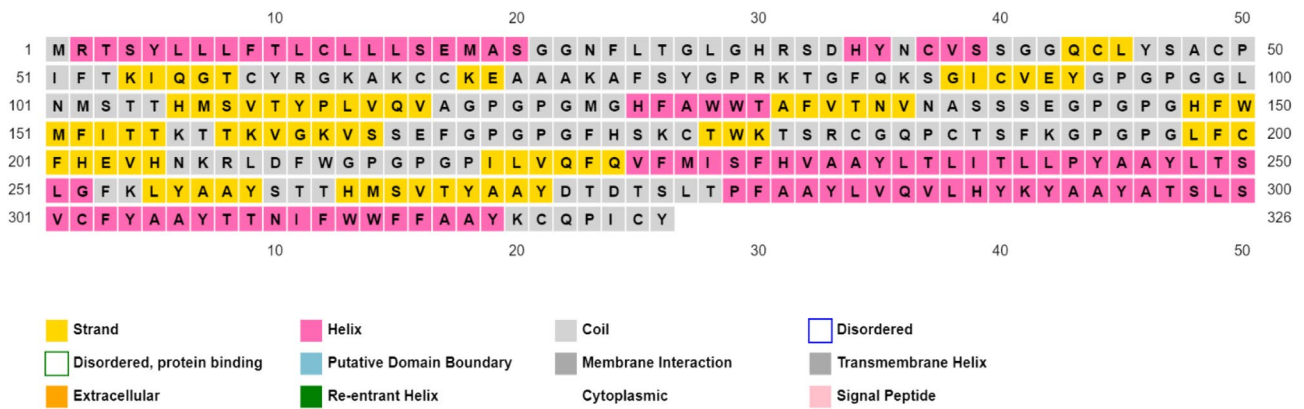 10 20 30 40 50
1 M R T S Y L L L F T L C L L L S E M A S G G N F L T G L G H R S D H Y N C V S S G G Q C L Y S A C P 50
51 I F T K I Q G T C Y R G K A K C C K E A A A K A F S Y G P R K T G F Q K S G I C V E Y G P G P G G L 100
101 N M S T T H M S V T Y P L V Q V A G P G P G M G H F A W W T A F V T N V N A S S S E G P G P G H F W 150
151 M F I T T K T T K V G K V S S E F G P G P G F H S K C T W K T S R C G Q P C T S F K G P G P G L F C 200
201 F H E V H N K R L D F W G P G P G P I L V Q F Q V F M I S F H V A A Y L T L I T L L P Y A A Y L T S 250
251 L G F K L Y A A Y S T T H M S V T Y A A Y D T D T S L T P F A A Y L V Q V L H Y K Y A A Y A T S L S 300
301 V C F Y A A Y T T N I F W W F F A A Y K C Q P I C Y 326
10 20 30 40 50
Strand Helix Coil Disordered
Disordered, protein binding Putative Domain Boundary Membrane Interaction Transmembrane Helix
Extracellular Re-entrant Helix Cytoplasmic Signal Peptide